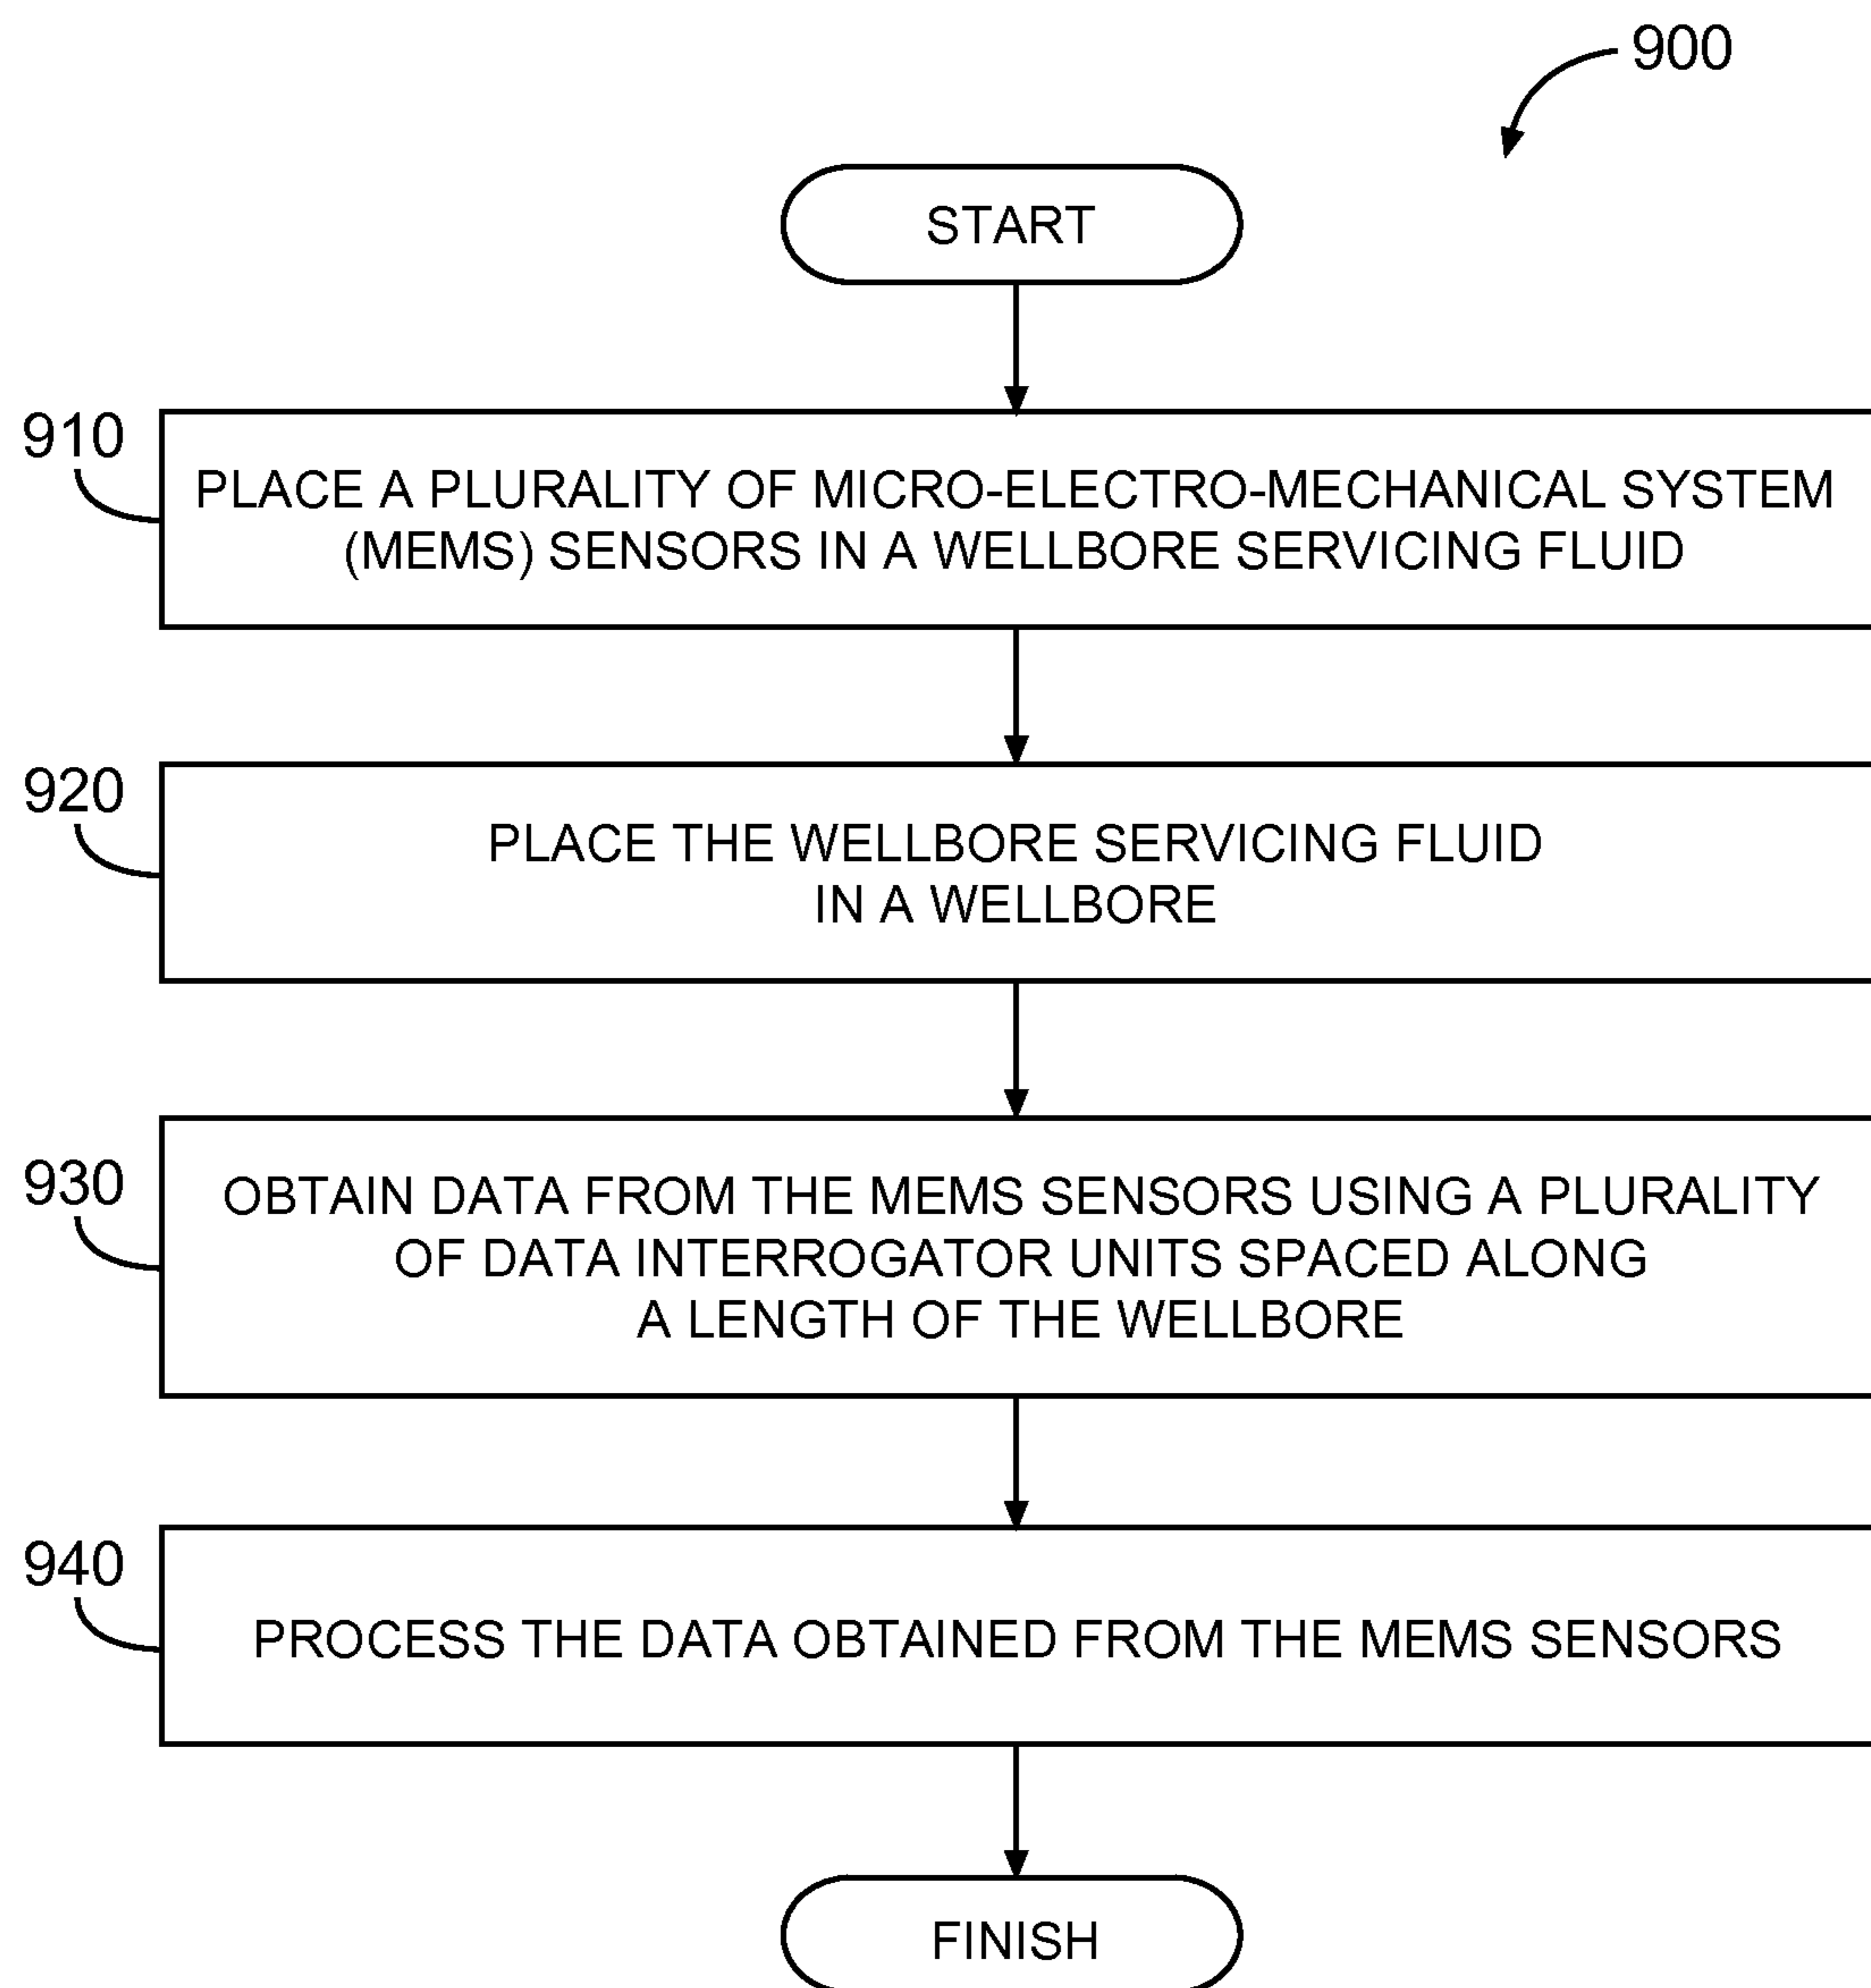 900
START
910
PLACE A PLURALITY OF MICRO-ELECTRO-MECHANICAL SYSTEM
(MEMS) SENSORS IN A WELLBORE SERVICING FLUID
920
PLACE THE WELLBORE SERVICING FLUID
IN A WELLBORE
930
OBTAIN DATA FROM THE MEMS SENSORS USING A PLURALITY
OF DATA INTERROGATOR UNITS SPACED ALONG
A LENGTH OF THE WELLBORE
940
PROCESS THE DATA OBTAINED FROM THE MEMS SENSORS
FINISH